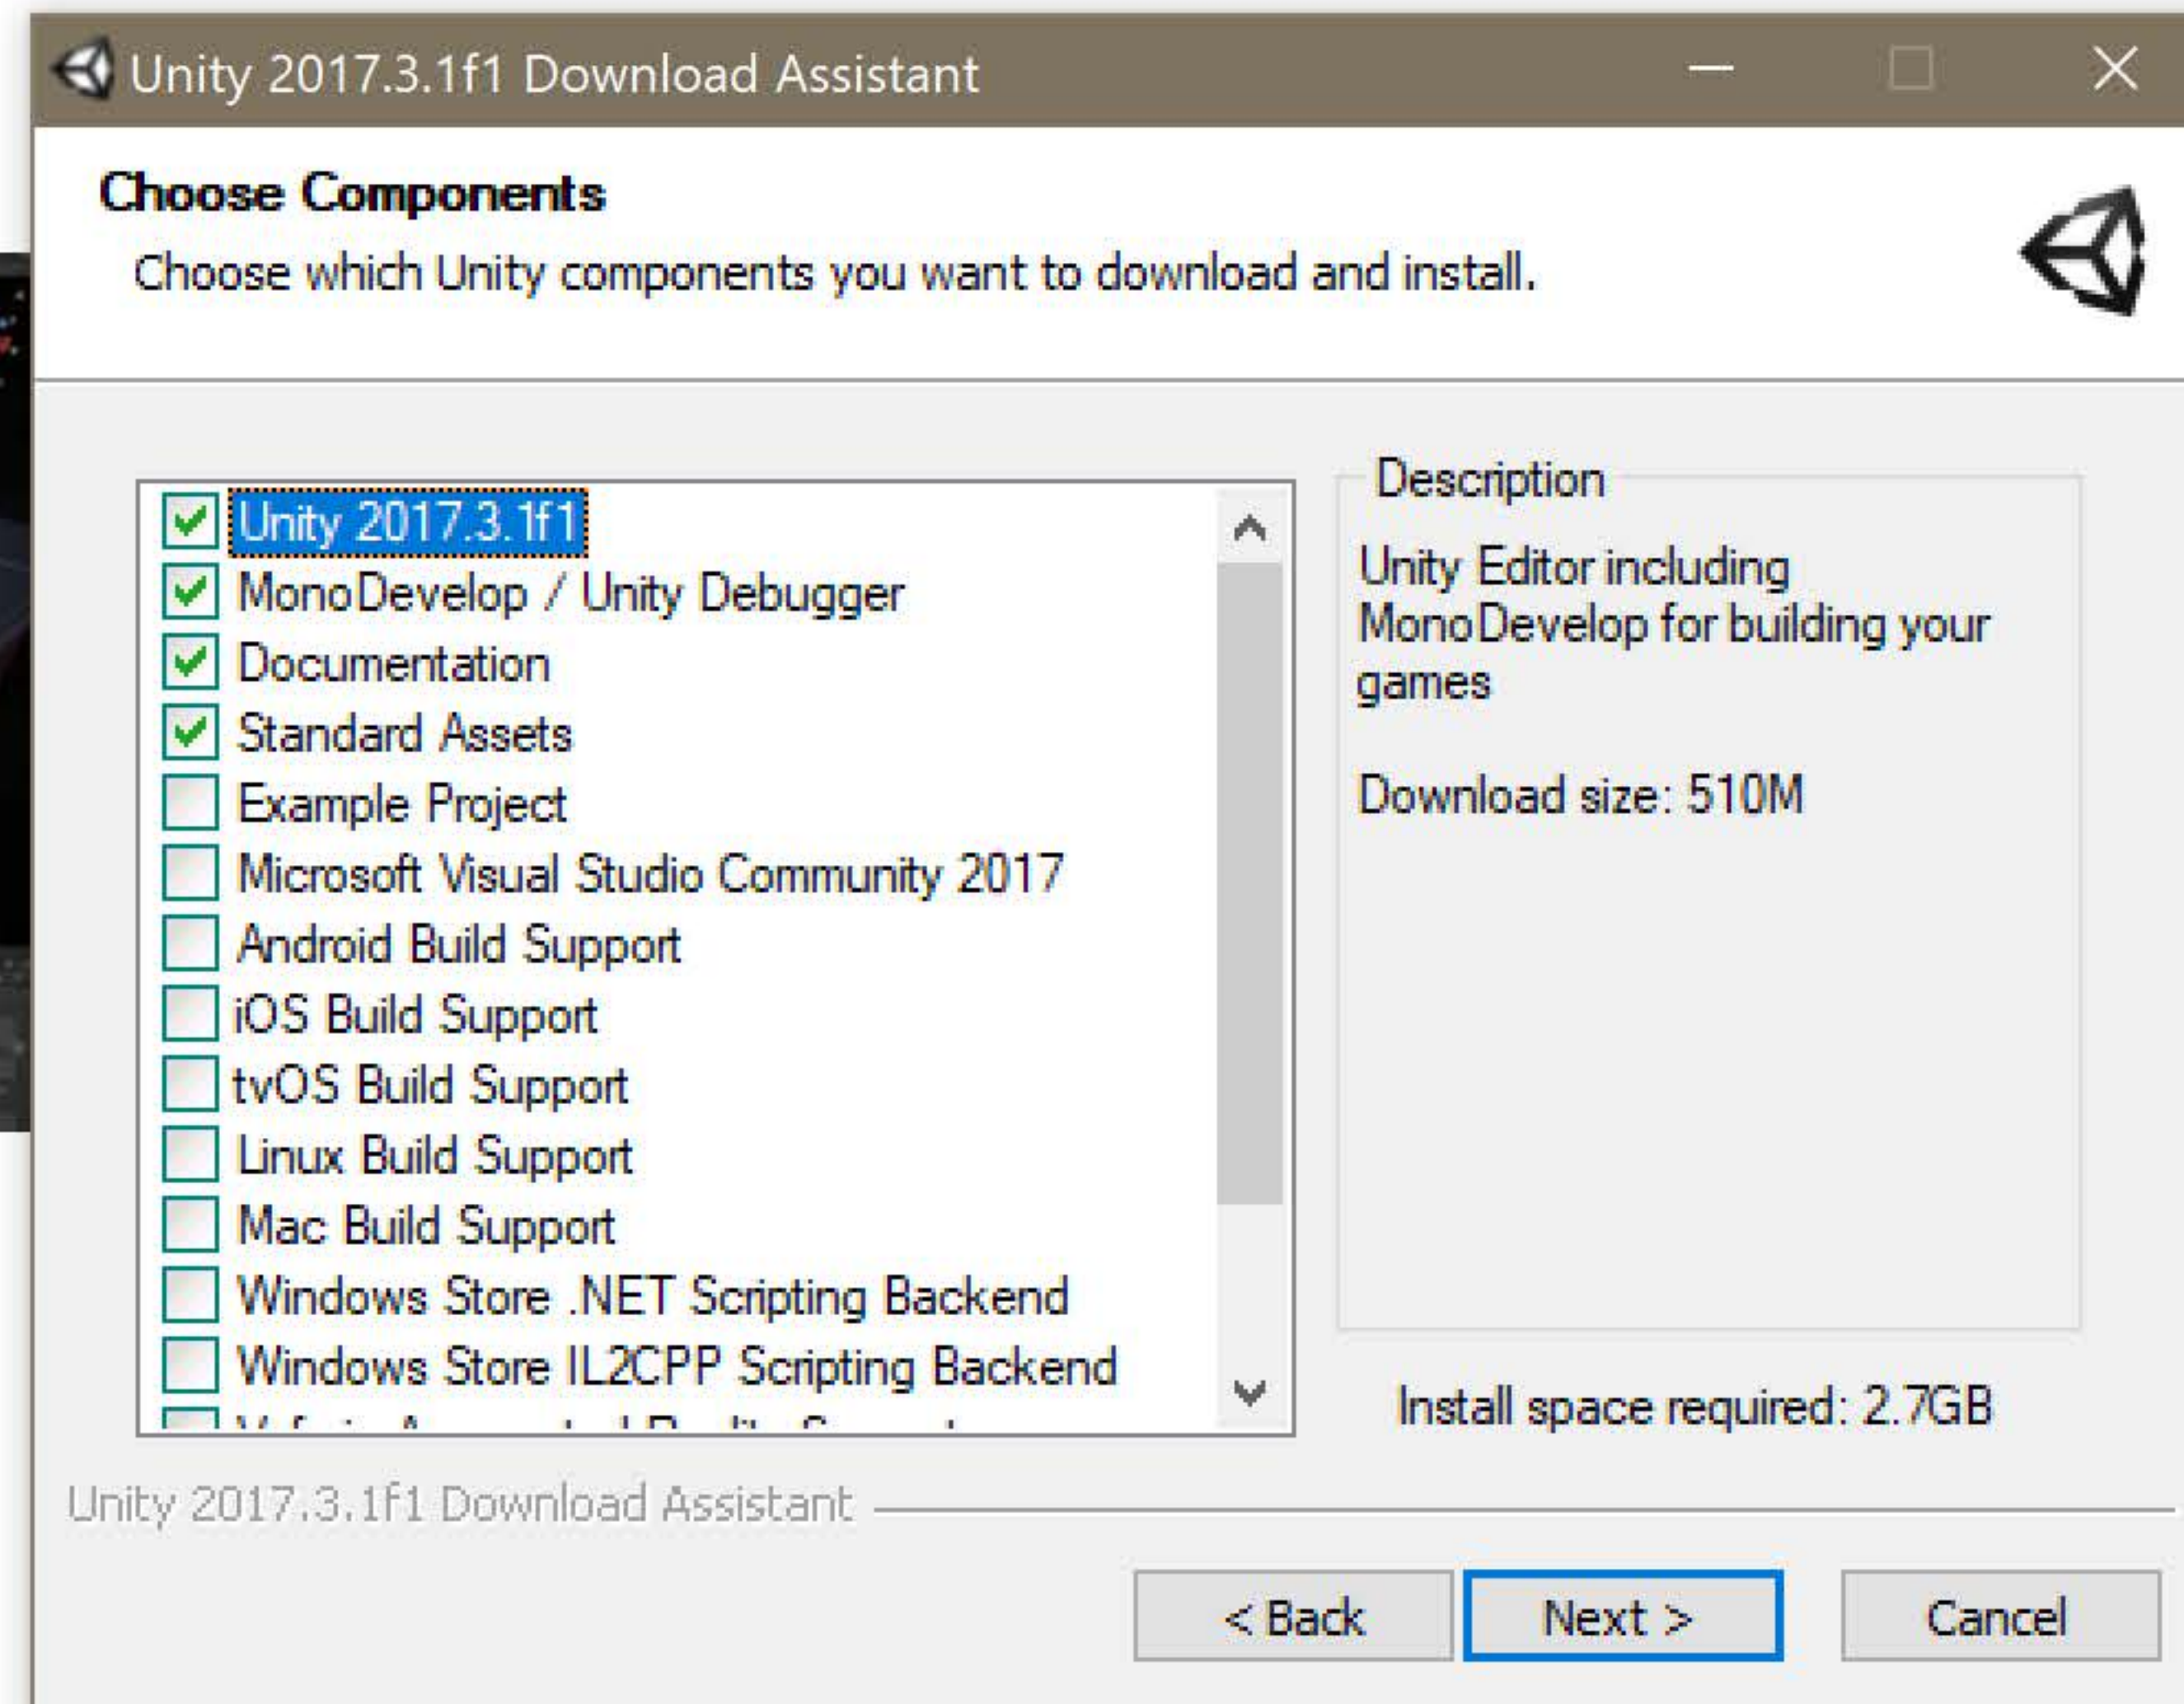 Unity 2017.3.1f1 Download Assistant
Choose Components
Choose which Unity components you want to download and install.
Unity 2017.3.1f1
MonoDevelop / Unity Debugger
Documentation
Standard Assets
Example Project
Microsoft Visual Studio Community 2017
Android Build Support
iOS Build Support
tvOS Build Support
Linux Build Support
Mac Build Support
Windows Store .NET Scripting Backend
Windows Store IL2CPP Scripting Backend
Description
Unity Editor including
MonoDevelop for building your
games
Download size: 510M
Install space required: 2.7GB
Unity 2017.3.1f1 Download Assistant
< Back
Next >
Cancel